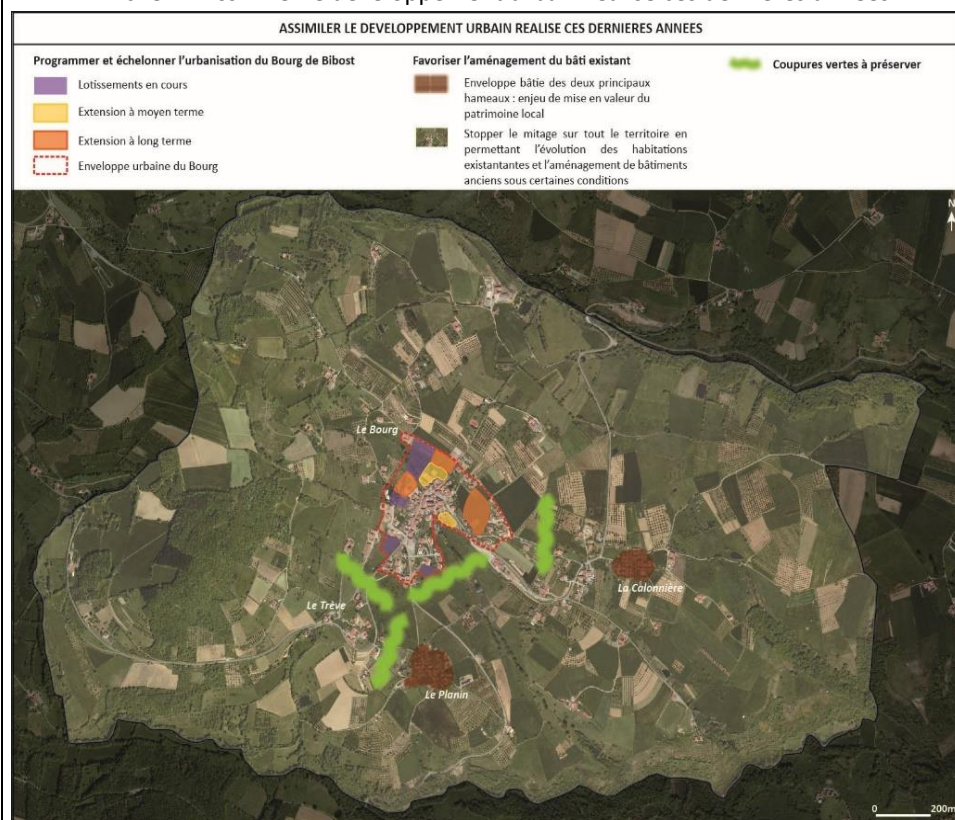 ASSIMILER LE DEVELOPPEMENT URBAIN REALISE CES DERNIERES ANNEES
Programmer et échelonner l'urbanisation du Bourg de Bibost
Lotissements en cours
Extension à moyen terme
Extension à long terme
Enveloppe urbaine du Bourg
Favoriser l'aménagement du bâti existant
Enveloppe bâtie des deux principaux
hameaux : enjeu de mise en valeur du
patrimoine local
Stopper le mitage sur tout le territoire en
permettant l'évolution des habitations
existantantes et l'aménagement de bâtiments
anciens sous certaines conditions
Coupures vertes à préserver
N
Le Bourg
La Calonnière
Le Trève
Le Planin
0 200m